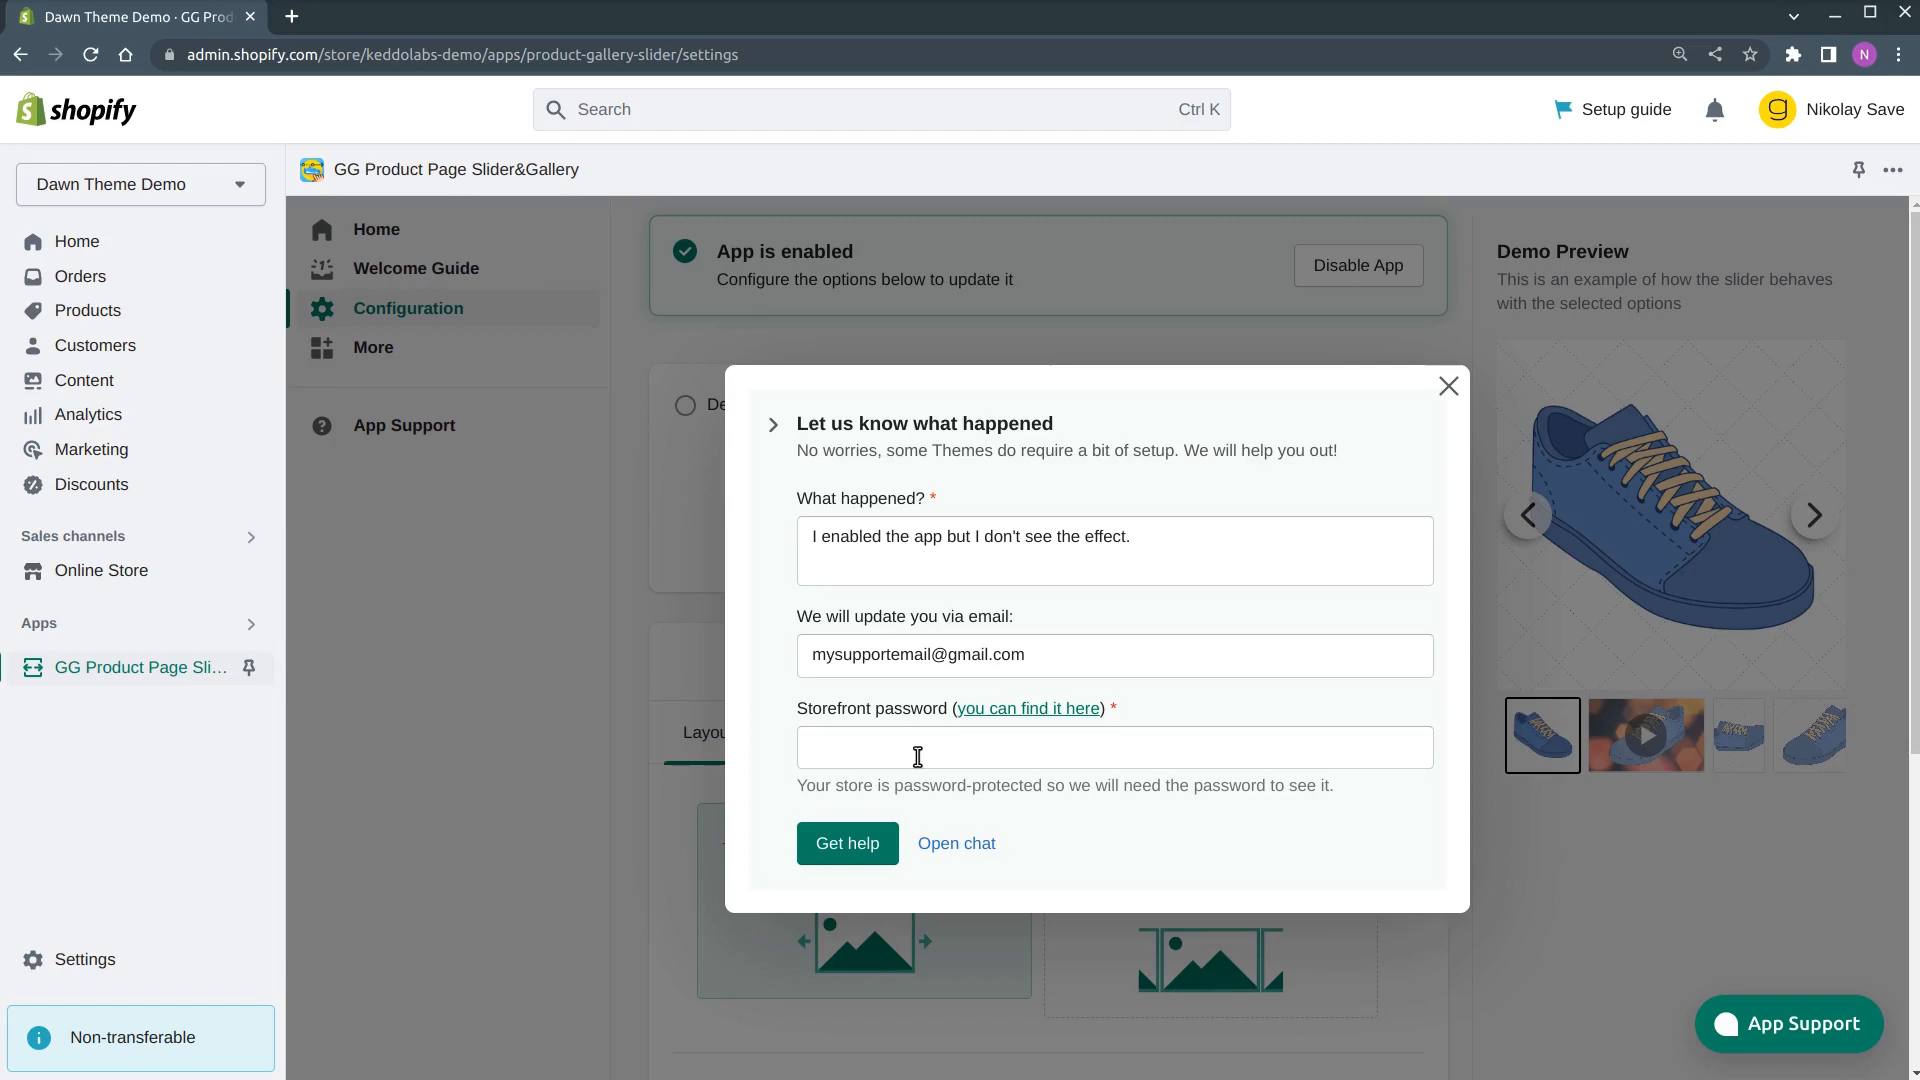 Dawn Theme Demo · GG Prod
admin.shopify.com/store/keddolabs-demo/apps/product-gallery-slider/settings
N
shopify
Search
Ctrl K
Setup guide
Nikolay Save
Dawn Theme Demo
GG Product Page Slider&Gallery
Home
Orders
Products
Customers
Content
Analytics
Marketing
Discounts
Sales channels
Online Store
Apps
GG Product Page Sli...
Settings
Non-transferable
Home
Welcome Guide
Configuration
More
App Support
App is enabled
Configure the options below to update it
Disable App
De
Layou
Let us know what happened
No worries, some Themes do require a bit of setup. We will help you out!
What happened? *
I enabled the app but I don't see the effect.
We will update you via email:
mysupportemail@gmail.com
Storefront password (you can find it here) *
Your store is password-protected so we will need the password to see it.
Get help
Open chat
Demo Preview
This is an example of how the slider behaves
with the selected options
App Support